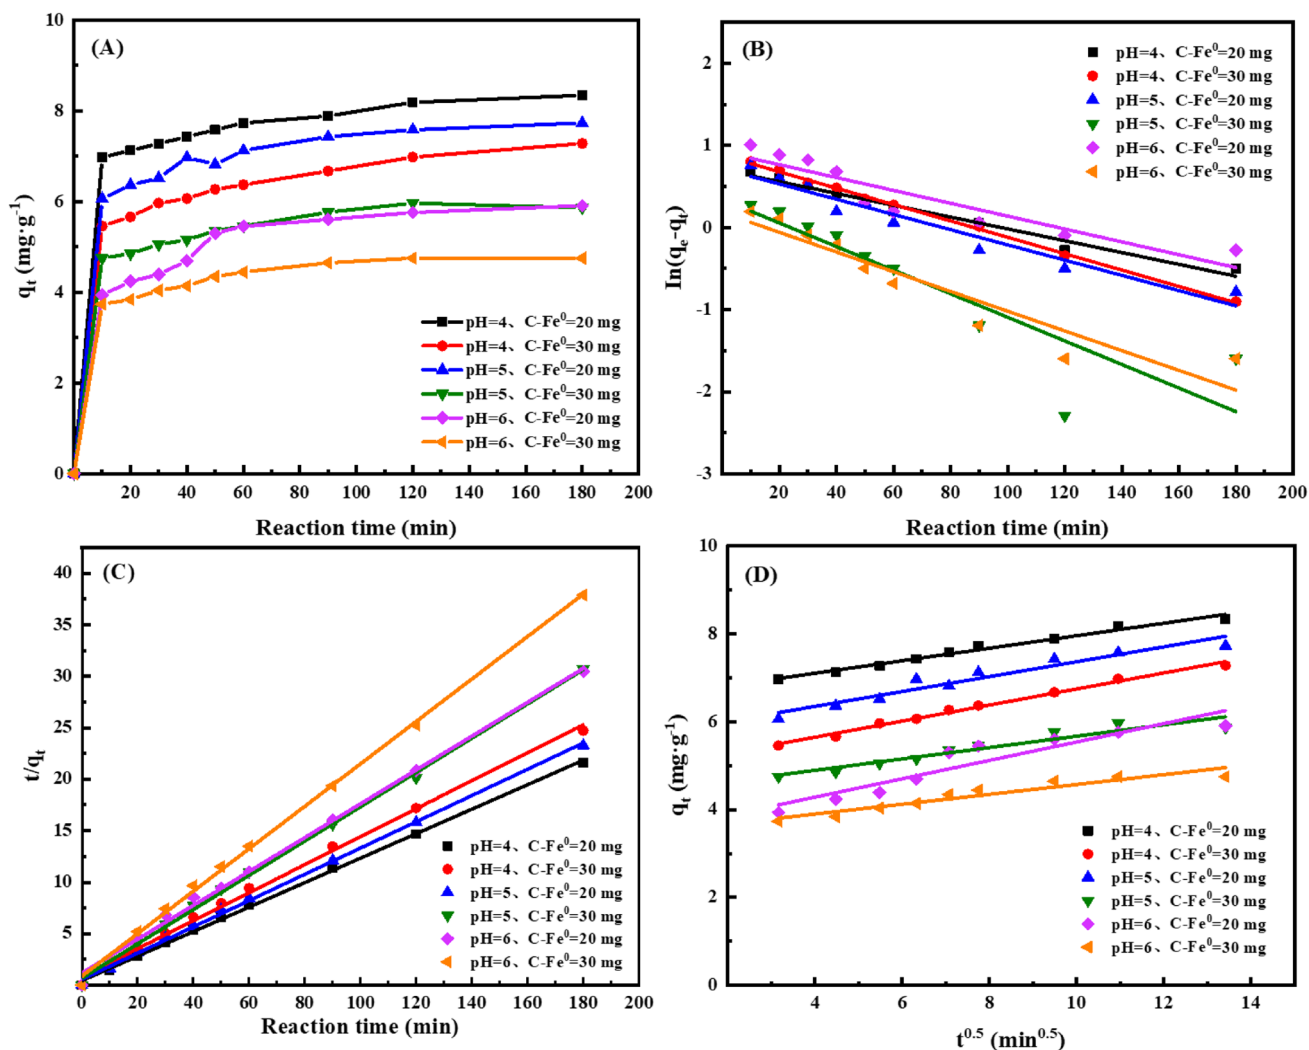 (A)
10
8
6
4
2
0
qt (mg·g-1)
20 40 60 80 100 120 140 160 180 200
Reaction time (min)
pH=4、C-Fe0=20 mg
pH=4、C-Fe0=30 mg
pH=5、C-Fe0=20 mg
pH=5、C-Fe0=30 mg
pH=6、C-Fe0=20 mg
pH=6、C-Fe0=30 mg
(B)
2
1
0
-1
-2
-3
In(qe-qt)
0 20 40 60 80 100 120 140 160 180 200
Reaction time (min)
pH=4、C-Fe0=20 mg
pH=4、C-Fe0=30 mg
pH=5、C-Fe0=20 mg
pH=5、C-Fe0=30 mg
pH=6、C-Fe0=20 mg
pH=6、C-Fe0=30 mg
(C)
40
35
30
25
20
15
10
5
t/qt
0 20 40 60 80 100 120 140 160 180 200
Reaction time (min)
pH=4、C-Fe0=20 mg
pH=4、C-Fe0=30 mg
pH=5、C-Fe0=20 mg
pH=5、C-Fe0=30 mg
pH=6、C-Fe0=20 mg
pH=6、C-Fe0=30 mg
(D)
10
8
6
4
2
0
qt (mg·g-1)
4 6 8 10 12 14
t0.5 (min0.5)
pH=4、C-Fe0=20 mg
pH=4、C-Fe0=30 mg
pH=5、C-Fe0=20 mg
pH=5、C-Fe0=30 mg
pH=6、C-Fe0=20 mg
pH=6、C-Fe0=30 mg